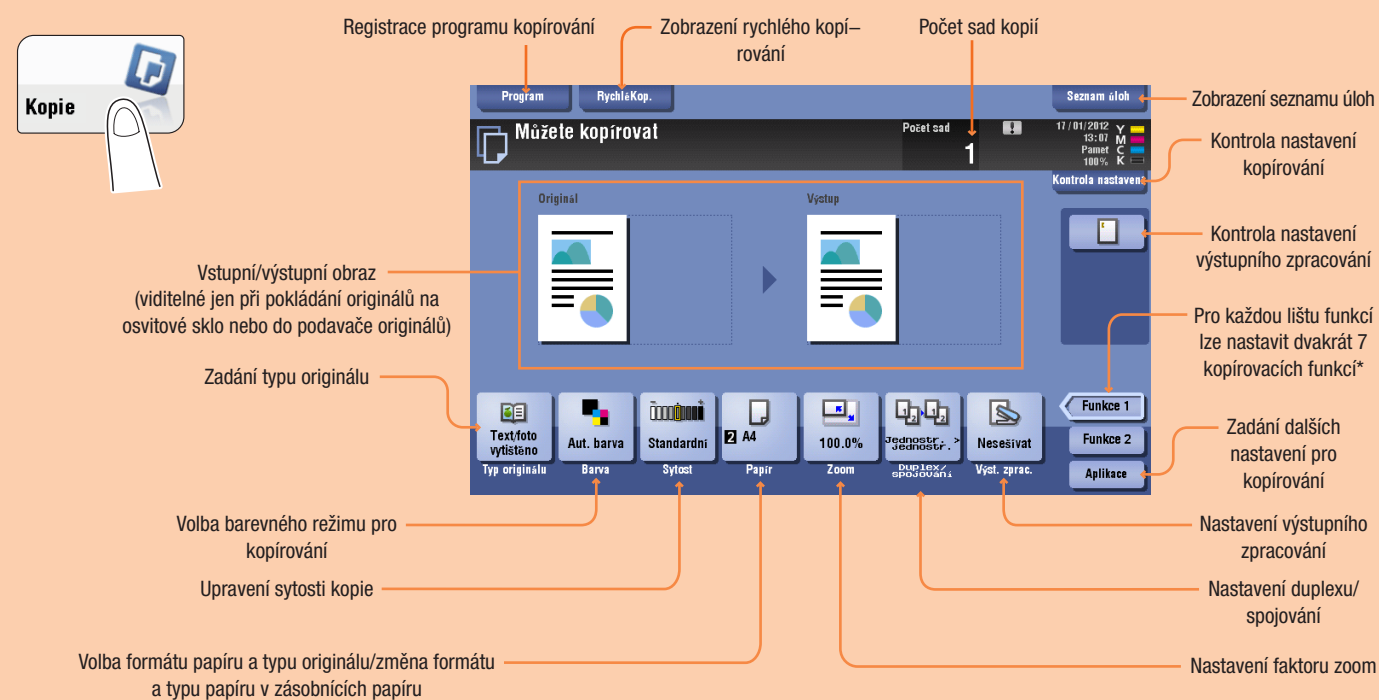 Registrace programu kopírování
Zobrazení rychlého kopí–
rování
Počet sad kopií
Kopie
Program
RychléKop.
Seznam úloh
Zobrazení seznamu úloh
Můžete kopírovat
Počet sad
1
17/01/2012
13:07
Pamet
100%
Y
M
C
K
Kontrola nastavení
kopírování
Kontrola nastavení
Originál
Výstup
Kontrola nastavení
výstupního zpracování
Vstupní/výstupní obraz
(viditelné jen při pokládání originálů na
osvitové sklo nebo do podavače originálů)
Pro každou lištu funkcí
lze nastavit dvakrát 7
kopírovacích funkcí*
Zadání typu originálu
Text/foto
vytištěno
Typ originálu
Aut. barva
Barva
Standardní
Sytost
2 A4
Papír
100.0%
Zoom
1 2 1 2
Jednostr. >
Jednostr.
Duplex/
spojování
Nesešívat
Výst. zprac.
Funkce 1
Funkce 2
Aplikace
Zadání dalších
nastavení pro
kopírování
Volba barevného režimu pro
kopírování
Nastavení výstupního
zpracování
Upravení sytosti kopie
Nastavení duplexu/
spojování
Volba formátu papíru a typu originálu/změna formátu
a typu papíru v zásobnících papíru
Nastavení faktoru zoom